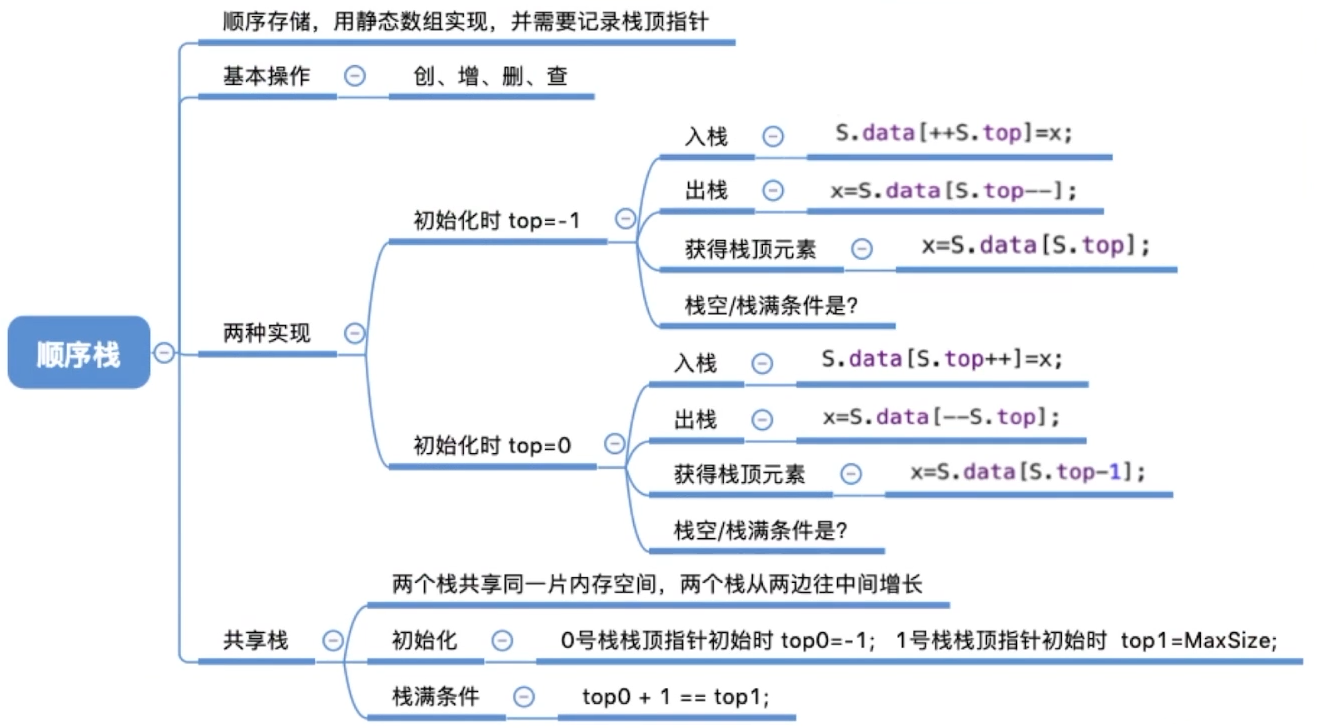 顺序存储，用静态数组实现，并需要记录栈顶指针
基本操作 创、增、删、查
入栈 S.data[++S.top]=x;
出栈 x=S.data[S.top--];
初始化时 top=-1
获得栈顶元素 x=S.data[S.top];
栈空/栈满条件是?
两种实现
顺序栈
入栈 S.data[S.top++]=x;
出栈 x=S.data[--S.top];
初始化时 top=0
获得栈顶元素 x=S.data[S.top-1];
栈空/栈满条件是?
两个栈共享同一片内存空间，两个栈从两边往中间增长
共享栈 初始化 0号栈栈顶指针初始时 top0=-1； 1号栈栈顶指针初始时 top1=MaxSize;
栈满条件 top0 + 1 == top1;